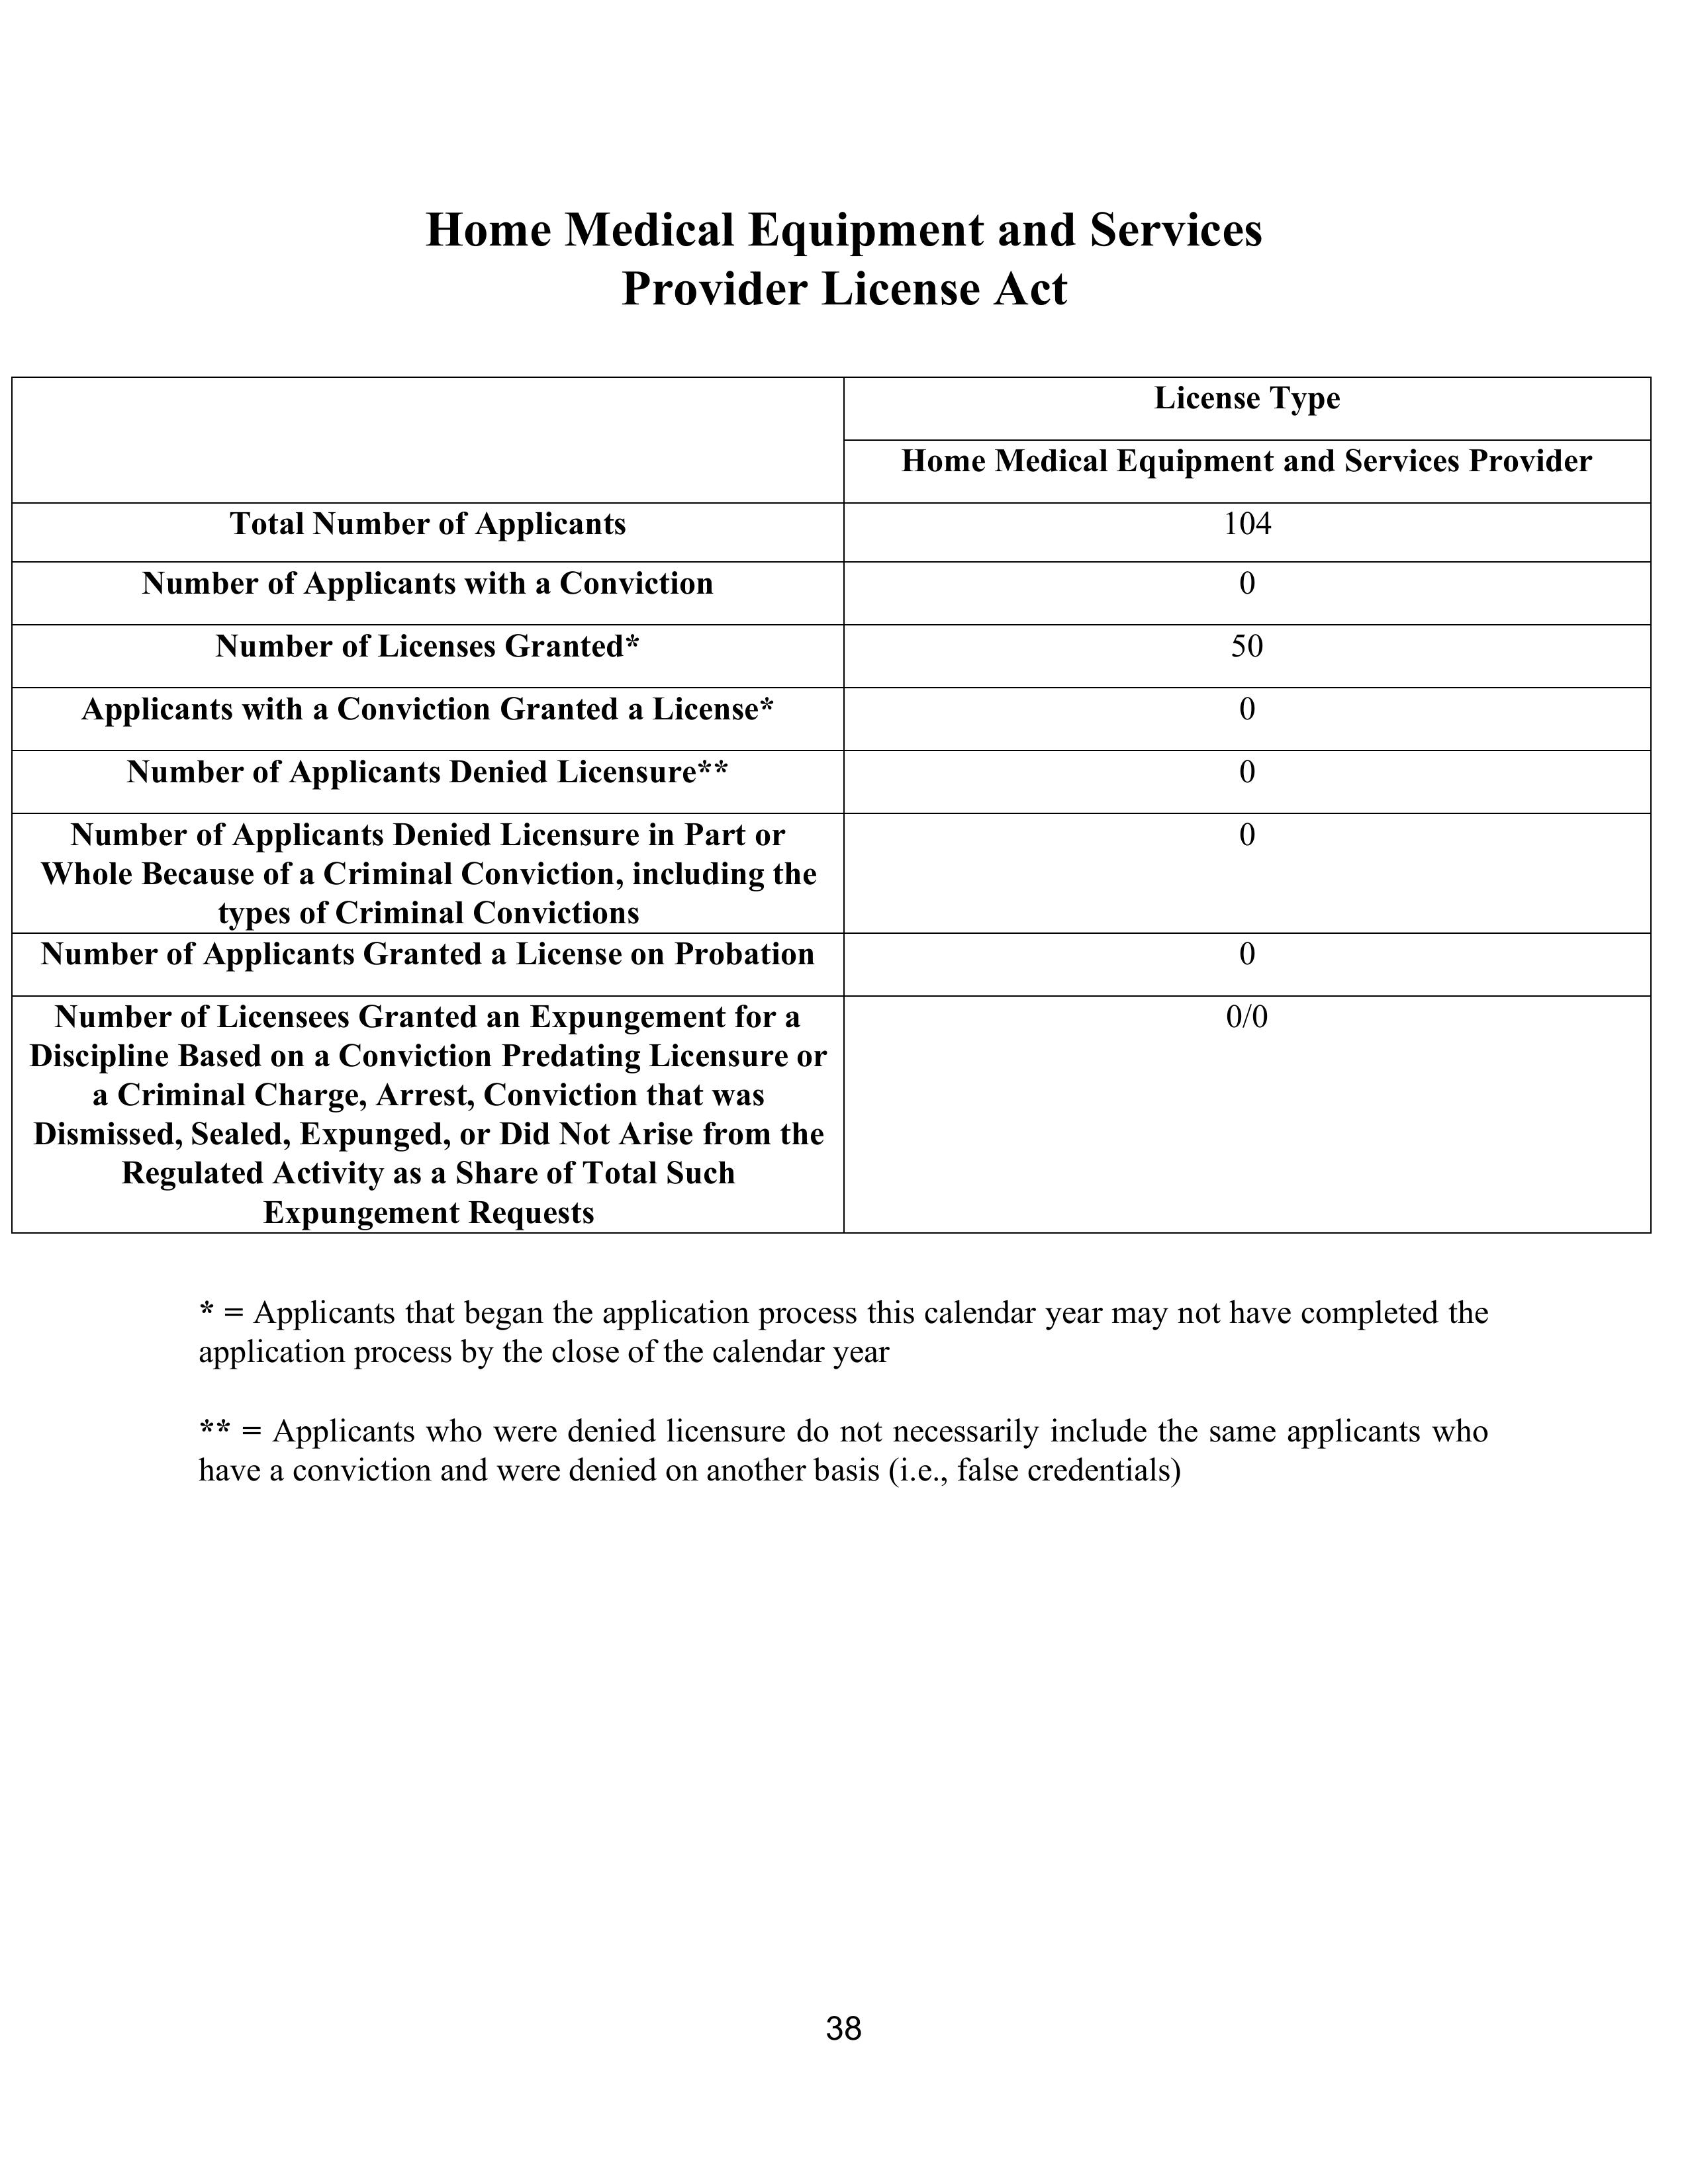 Home Medical Equipment and Services
Provider License Act
License Type
Home Medical Equipment and Services Provider
Total Number of Applicants
104
Number of Applicants with a Conviction
0
Number of Licenses Granted*
50
Applicants with a Conviction Granted a License*
0
Number of Applicants Denied Licensure**
0
Number of Applicants Denied Licensure in Part or
Whole Because of a Criminal Conviction, including the
types of Criminal Convictions
0
Number of Applicants Granted a License on Probation
0
Number of Licensees Granted an Expungement for a
Discipline Based on a Conviction Predating Licensure or
a Criminal Charge, Arrest, Conviction that was
Dismissed, Sealed, Expunged, or Did Not Arise from the
Regulated Activity as a Share of Total Such
Expungement Requests
0/0
* = Applicants that began the application process this calendar year may not have completed the
application process by the close of the calendar year
** = Applicants who were denied licensure do not necessarily include the same applicants who
have a conviction and were denied on another basis (i.e., false credentials)
38